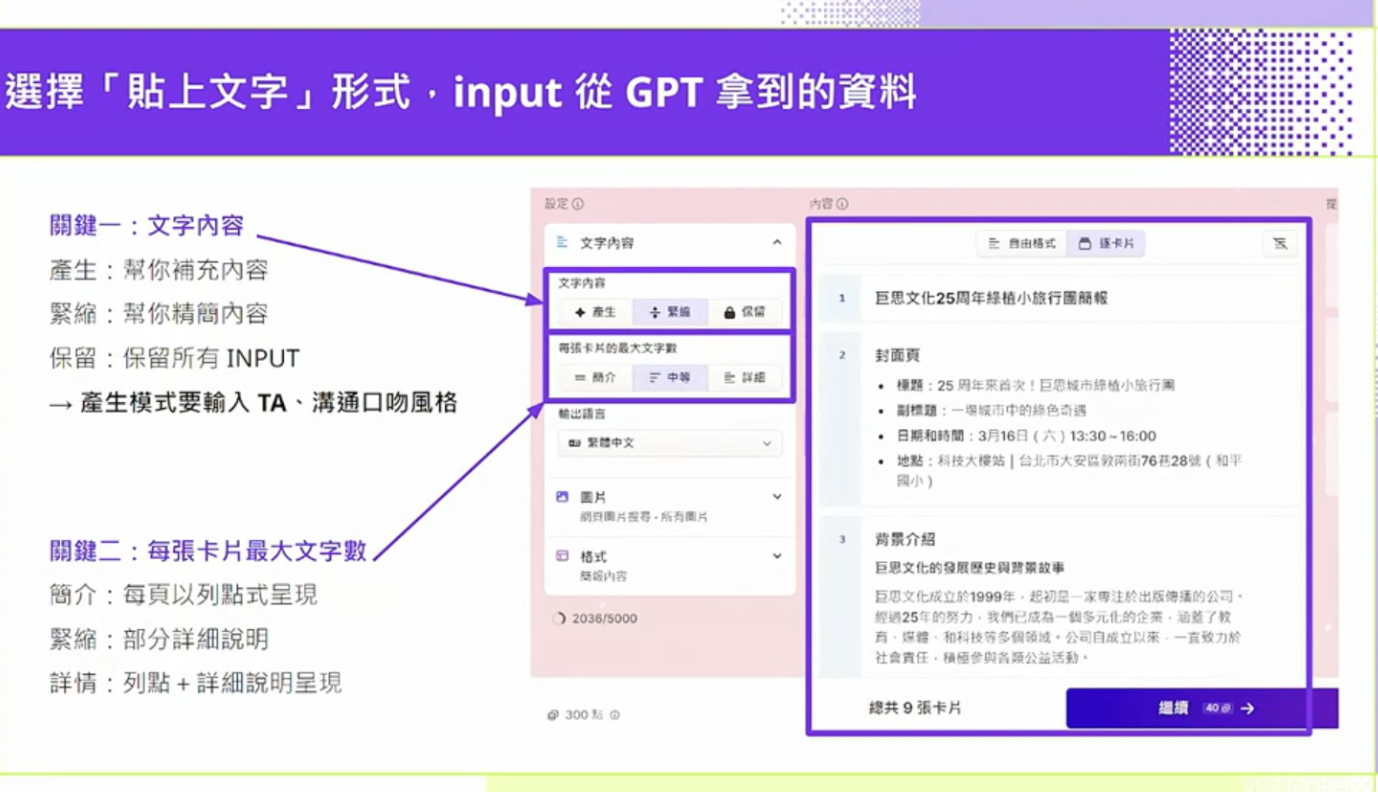 選擇「貼上文字」形式，input 從 GPT 拿到的資料
關鍵一：文字內容
產生：幫你補充內容
緊縮：幫你精簡內容
保留：保留所有 INPUT
→ 產生模式要輸入 TA、溝通口吻風格
關鍵二：每張卡片最大文字數
簡介：每頁以列點式呈現
緊縮：部分詳細說明
詳情：列點 + 詳細說明呈現
設定
文字內容
文字內容
產生 緊縮 保留
每張卡片的最大文字數
簡介 中等 詳細
輸出語言
繁體中文
圖片
網頁圖片搜尋 - 所有圖片
格式
簡報內容
2036/5000
300 點
內容
自由格式 逐卡片
1 巨思文化25周年綠植小旅行團簡報
2 封面頁
• 標題：25 周年來首次！巨思城市綠植小旅行團
• 副標題：一場城市中的綠色奇遇
• 日期和時間：3月16日（六）13:30 ~ 16:00
• 地點：科技大樓站 | 台北市大安區敦南街76巷28號（和平
國小）
3 背景介紹
巨思文化的發展歷史與背景故事
巨思文化成立於1999年，起初是一家專注於出版傳播的公司。
經過25年的努力，我們已成為一個多元化的企業，涵蓋了教
育、媒體、和科技等多個領域。公司自成立以來，一直致力於
社會責任，積極參與各類公益活動。
總共 9 張卡片
繼續 40 →